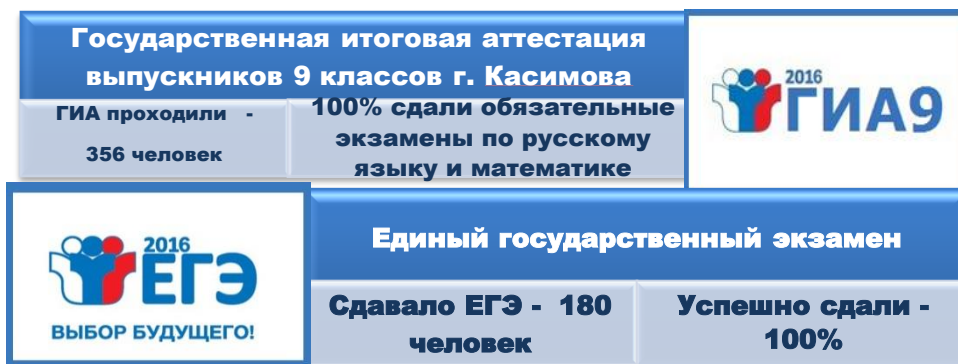 Государственная итоговая аттестация
выпускников 9 классов г. Касимова
ГИА проходили -
356 человек
100% сдали обязательные
экзамены по русскому
языку и математике
2016
ГИА9
2016
ЕГЭ
ВЫБОР БУДУЩЕГО!
Единый государственный экзамен
Сдавало ЕГЭ - 180
человек
Успешно сдали -
100%